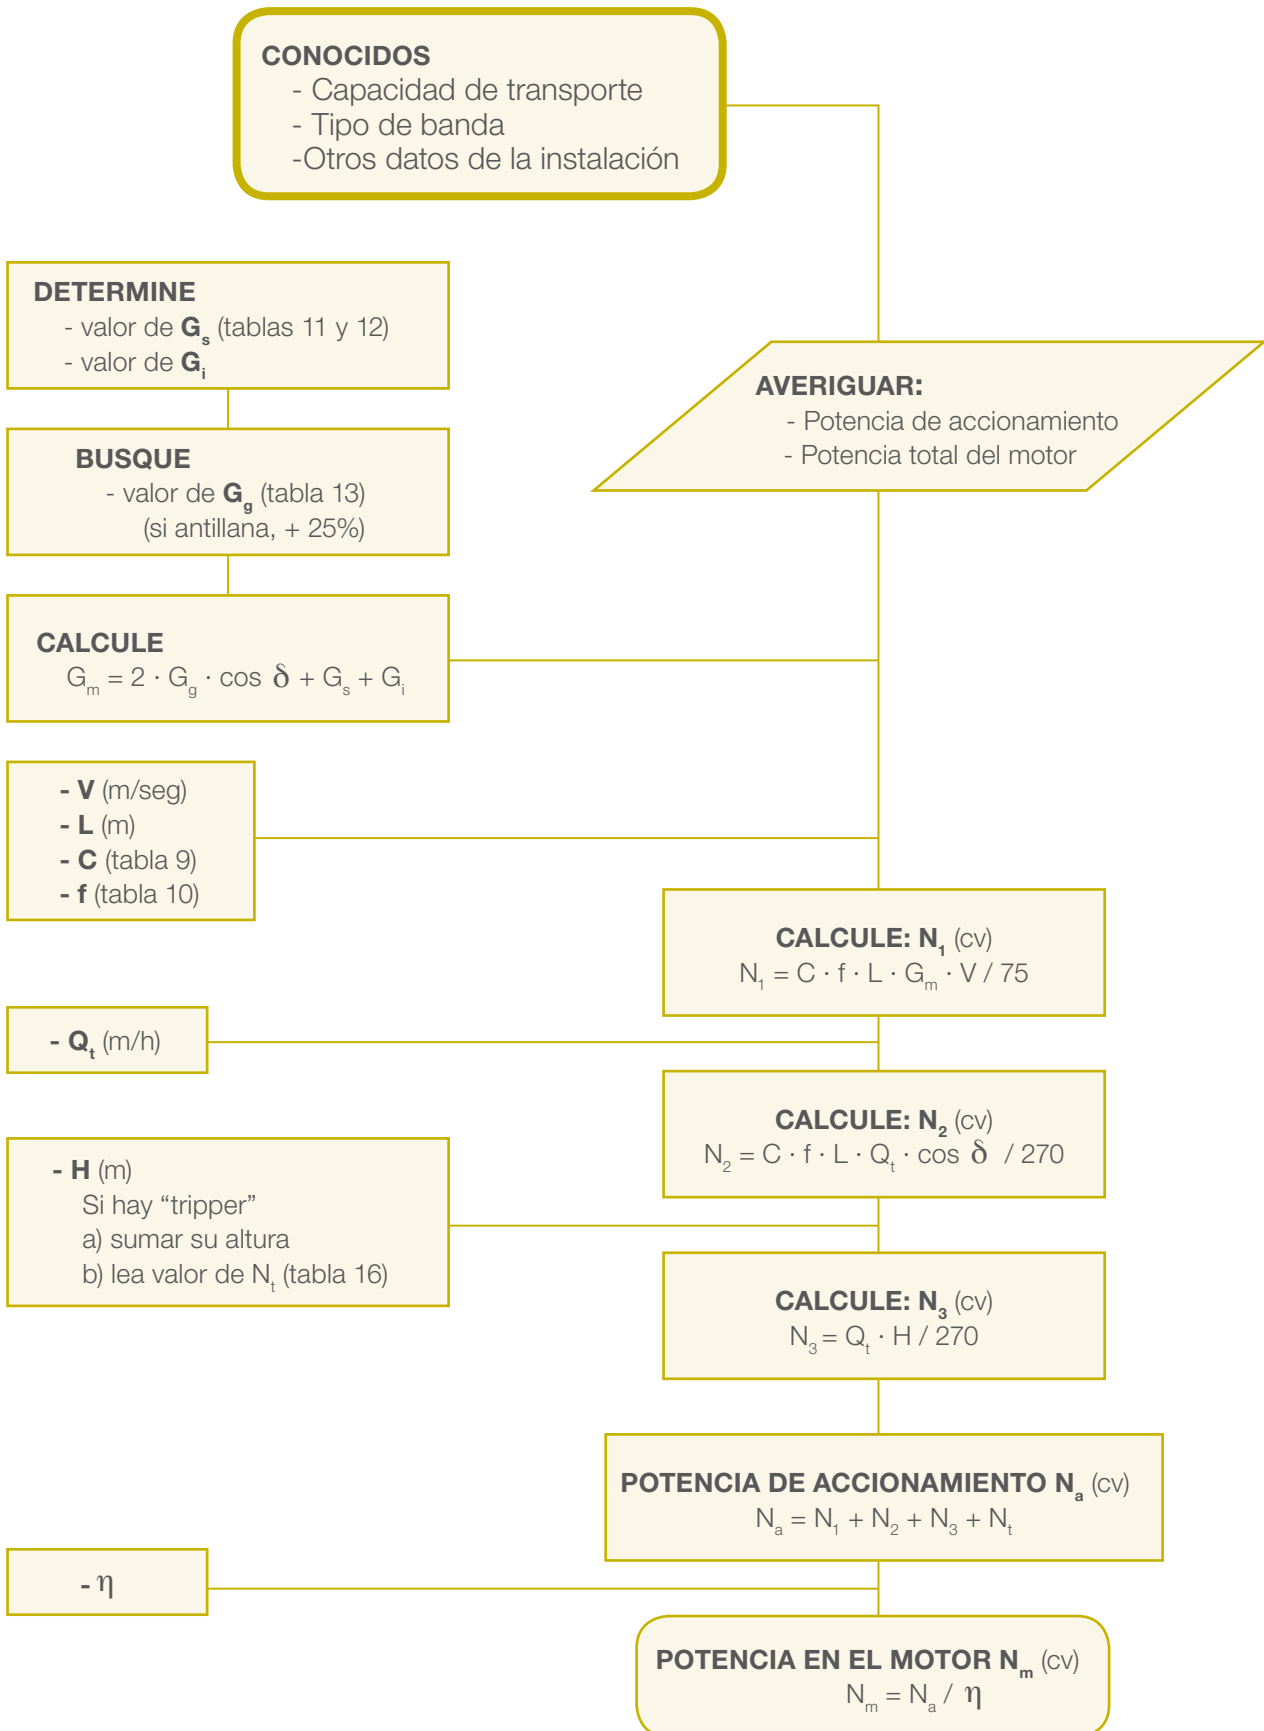 CONOCIDOS
- Capacidad de transporte
- Tipo de banda
-Otros datos de la instalación
DETERMINE
- valor de Gs (tablas 11 y 12)
- valor de Gi
AVERIGUAR:
- Potencia de accionamiento
- Potencia total del motor
BUSQUE
- valor de Gg (tabla 13)
(si antillana, + 25%)
CALCULE
Gm = 2 · Gg · cos δ + Gs + Gi
- V (m/seg)
- L (m)
- C (tabla 9)
- f (tabla 10)
CALCULE: N1 (cv)
N1 = C · f · L · Gm · V / 75
- Qt (m/h)
CALCULE: N2 (cv)
N2 = C · f · L · Qt · cos δ / 270
- H (m)
Si hay “tripper”
a) sumar su altura
b) lea valor de Nt (tabla 16)
CALCULE: N3 (cv)
N3 = Qt · H / 270
POTENCIA DE ACCIONAMIENTO Na (cv)
Na = N1 + N2 + N3 + Nt
- η
POTENCIA EN EL MOTOR Nm (cv)
Nm = Na / η